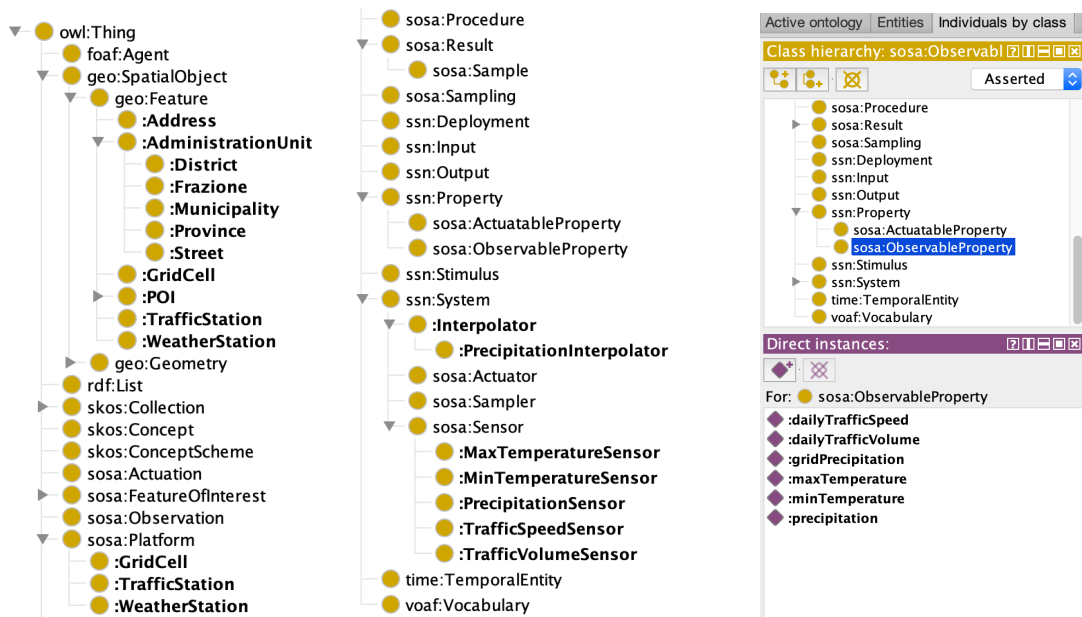 owl:Thing
foaf:Agent
geo:SpatialObject
geo:Feature
:Address
:AdministrationUnit
:District
:Frazione
:Municipality
:Province
:Street
:GridCell
:POI
:TrafficStation
:WeatherStation
geo:Geometry
rdf:List
skos:Collection
skos:Concept
skos:ConceptScheme
sosa:Actuation
sosa:FeatureOfInterest
sosa:Observation
sosa:Platform
:GridCell
:TrafficStation
:WeatherStation
sosa:Procedure
sosa:Result
sosa:Sample
sosa:Sampling
ssn:Deployment
ssn:Input
ssn:Output
ssn:Property
sosa:ActuatableProperty
sosa:ObservableProperty
ssn:Stimulus
ssn:System
:Interpolator
:PrecipitationInterpolator
sosa:Actuator
sosa:Sampler
sosa:Sensor
:MaxTemperatureSensor
:MinTemperatureSensor
:PrecipitationSensor
:TrafficSpeedSensor
:TrafficVolumeSensor
time:TemporalEntity
voaf:Vocabulary
Active ontology Entities Individuals by class
Class hierarchy: sosa:Observabl
Asserted
sosa:Procedure
sosa:Result
sosa:Sampling
ssn:Deployment
ssn:Input
ssn:Output
ssn:Property
sosa:ActuatableProperty
sosa:ObservableProperty
ssn:Stimulus
ssn:System
time:TemporalEntity
voaf:Vocabulary
Direct instances:
For: sosa:ObservableProperty
:dailyTrafficSpeed
:dailyTrafficVolume
:gridPrecipitation
:maxTemperature
:minTemperature
:precipitation